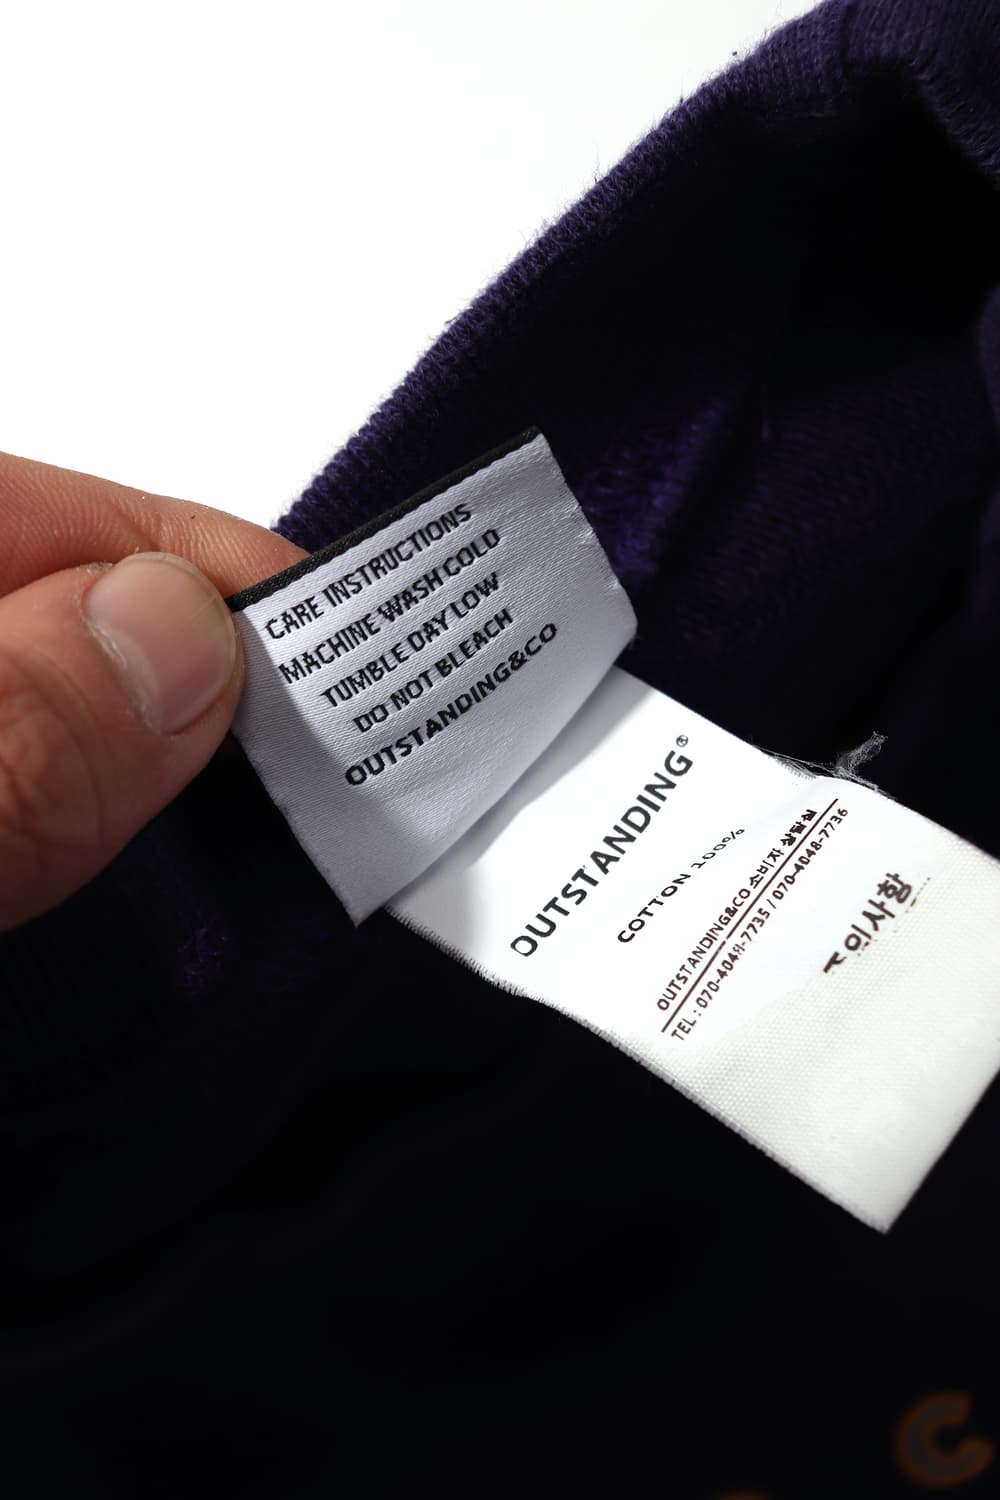 CARE INSTRUCTIONS
MACHINE WASH COLD
TUMBLE DAY LOW
DO NOT BLEACH
OUTSTANDING&CO
OUTSTANDING®
COTTON 100%
OUTSTANDING&CO 소비자 상담실
TEL : 070-4048-7735 / 070-4048-7736
주의사항
C